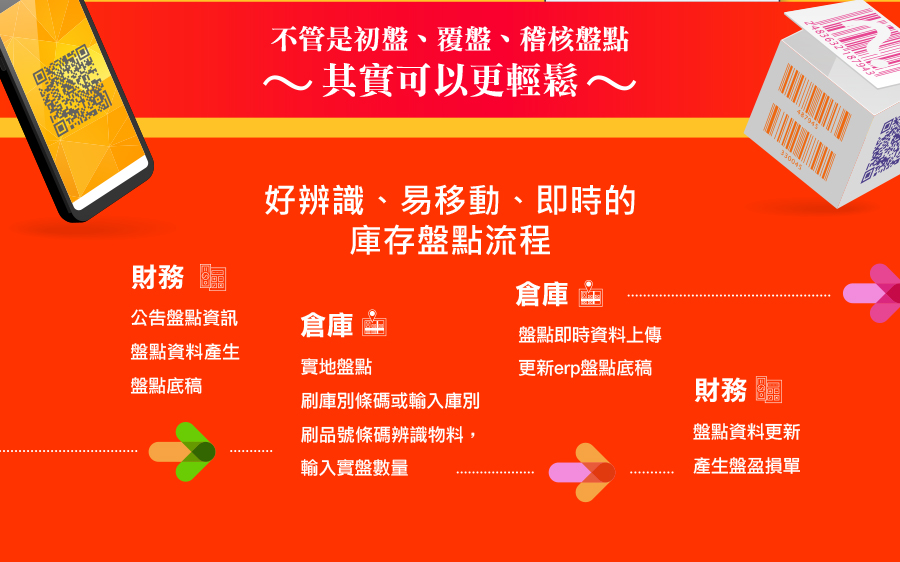 不管是初盤、覆盤、稽核盤點
～其實可以更輕鬆～
2483632187943
487945
330045
好辨識、易移動、即時的
庫存盤點流程
財務
公告盤點資訊
盤點資料產生
盤點底稿
倉庫
實地盤點
刷庫別條碼或輸入庫別
刷品號條碼辨識物料，
輸入實盤數量
倉庫
盤點即時資料上傳
更新erp盤點底稿
財務
盤點資料更新
產生盤盈損單